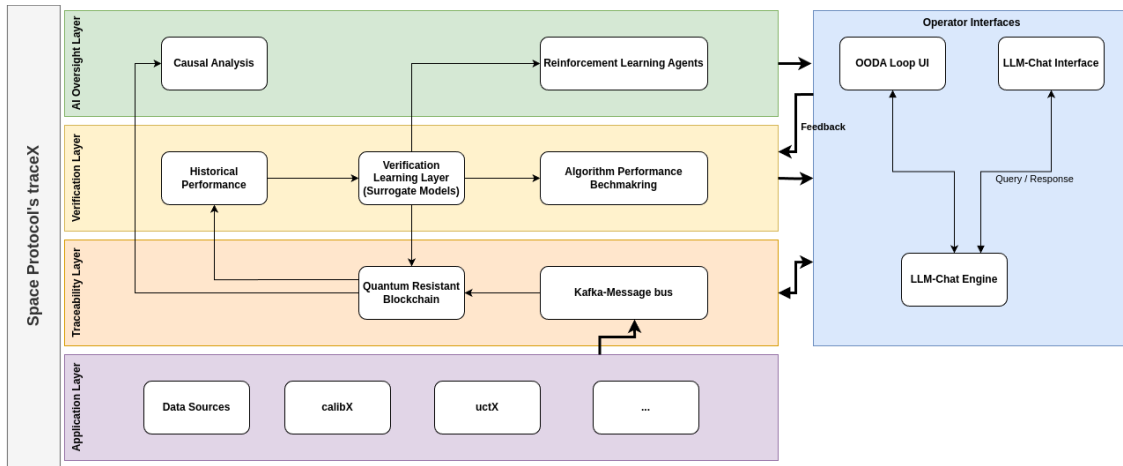 Space Protocol's traceX
AI Oversight Layer
Causal Analysis
Reinforcement Learning Agents
Verification Layer
Historical
Performance
Verification
Learning Layer
(Surrogate Models)
Algorithm Performance
Bechmakring
Traceability Layer
Quantum Resistant
Blockchain
Kafka-Message bus
Application Layer
Data Sources
calibX
uctX
...
Operator Interfaces
OODA Loop UI
LLM-Chat Interface
Feedback
Query / Response
LLM-Chat Engine